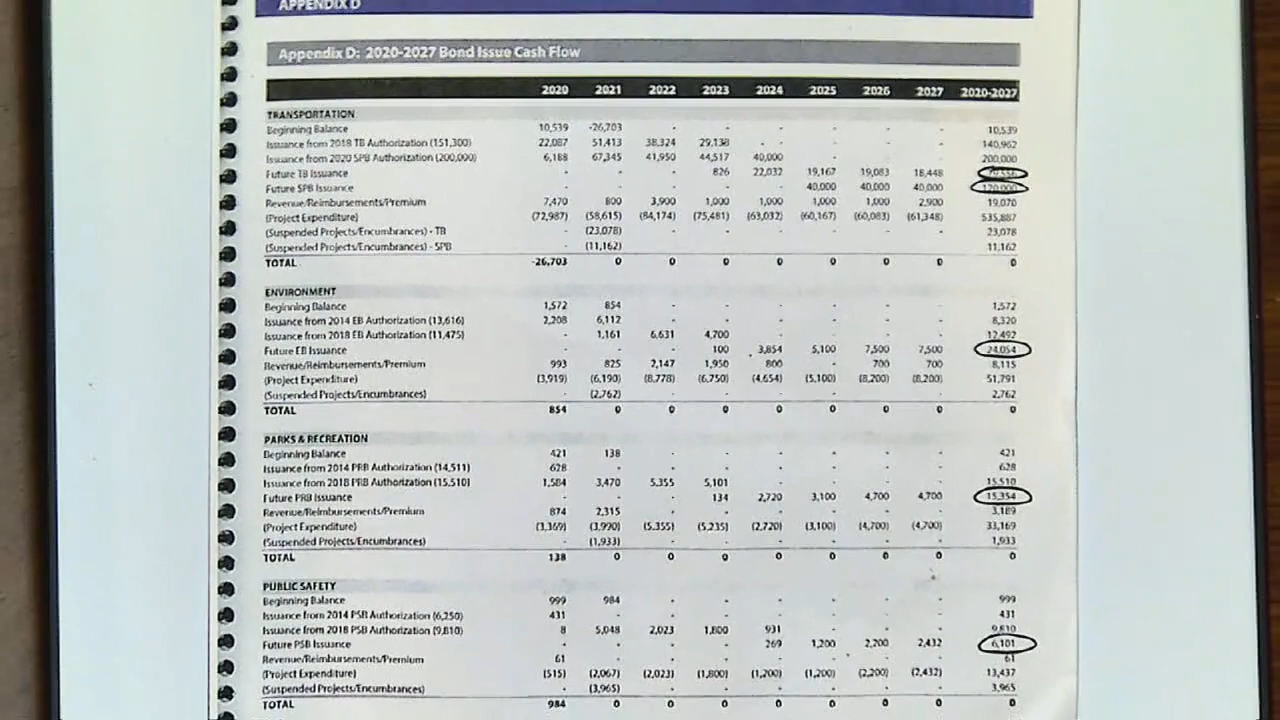 APPENDIX D
Appendix D: 2020-2027 Bond Issue Cash Flow
2020 2021 2022 2023 2024 2025 2026 2027 2020-2027
TRANSPORTATION
Beginning Balance 10,539 -26,703 - - - - - - 10,539
Issuance from 2018 TB Authorization (151,300) 22,087 51,413 38,324 29,138 - - - - 140,962
Issuance from 2020 SPB Authorization (200,000) 6,188 67,345 41,950 44,517 40,000 - - - 200,000
Future TB Issuance - - - 826 22,032 19,167 19,083 18,448 79,556
Future SPB Issuance - - - - - 40,000 40,000 40,000 120,000
Revenue/Reimbursements/Premium 7,470 800 3,900 1,000 1,000 1,000 1,000 2,900 19,070
(Project Expenditure) (72,987) (58,615) (84,174) (75,481) (63,032) (60,167) (60,083) (61,348) 535,887
(Suspended Projects/Encumbrances) - TB - (23,078) - - - - - - 23,078
(Suspended Projects/Encumbrances) - SPB - (11,162) - - - - - - 11,162
TOTAL -26,703 0 0 0 0 0 0 0 0
ENVIRONMENT
Beginning Balance 1,572 854 - - - - - - 1,572
Issuance from 2014 EB Authorization (13,616) 2,208 6,112 - - - - - - 8,320
Issuance from 2018 EB Authorization (11,475) 1,161 6,631 4,700 - - - - 12,492
Future EB Issuance - - - 100 3,854 5,100 7,500 7,500 24,054
Revenue/Reimbursements/Premium 993 825 2,147 1,950 800 - 700 700 8,115
(Project Expenditure) (3,919) (6,190) (8,778) (6,750) (4,654) (5,100) (8,200) (8,200) 51,791
(Suspended Projects/Encumbrances) (2,762) - - - - - - 2,762
TOTAL 854 0 0 0 0 0 0 0 0
PARKS & RECREATION
Beginning Balance 421 138 - - - - - - 421
Issuance from 2014 PRB Authorization (14,511) 628 - - - - - - - 628
Issuance from 2018 PRB Authorization (15,510) 1,584 3,470 5,355 5,101 - - - - 15,510
Future PRB Issuance - - - 134 2,720 3,100 4,700 4,700 15,354
Revenue/Reimbursements/Premium 874 2,315 - - - - - - 3,189
(Project Expenditure) (3,369) (3,990) (5,355) (5,235) (2,720) (3,100) (4,700) (4,700) 33,169
(Suspended Projects/Encumbrances) - (1,933) - - - - - - 1,933
TOTAL 138 0 0 0 0 0 0 0 0
PUBLIC SAFETY
Beginning Balance 999 984 - - - - - - 999
Issuance from 2014 PSB Authorization (6,250) 431 - - - - - - - 431
Issuance from 2018 PSB Authorization (9,810) 8 5,048 2,023 1,800 931 - - - 9,810
Future PSB Issuance - - - - 269 1,200 2,200 2,432 6,101
Revenue/Reimbursements/Premium 61 - - - - - - - 61
(Project Expenditure) (515) (2,067) (2,023) (1,800) (1,200) (1,200) (2,200) (2,432) 13,437
(Suspended Projects/Encumbrances) - (3,965) - - - - - - 3,965
TOTAL 984 0 0 0 0 0 0 0 0